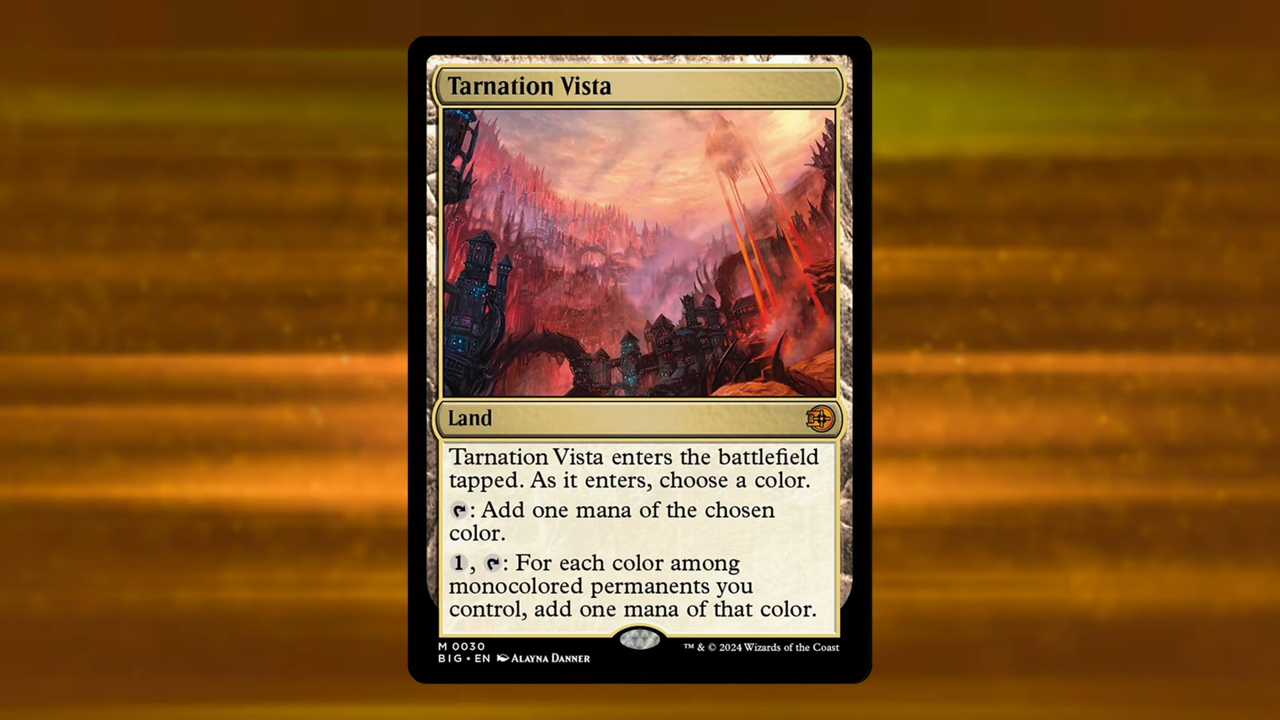 Tarnation Vista
Land
Tarnation Vista enters the battlefield
tapped. As it enters, choose a color.
: Add one mana of the chosen
color.
1, : For each color among
monocolored permanents you
control, add one mana of that color.
M 0030
BIG • EN ALAYNA DANNER
™ & © 2024 Wizards of the Coast